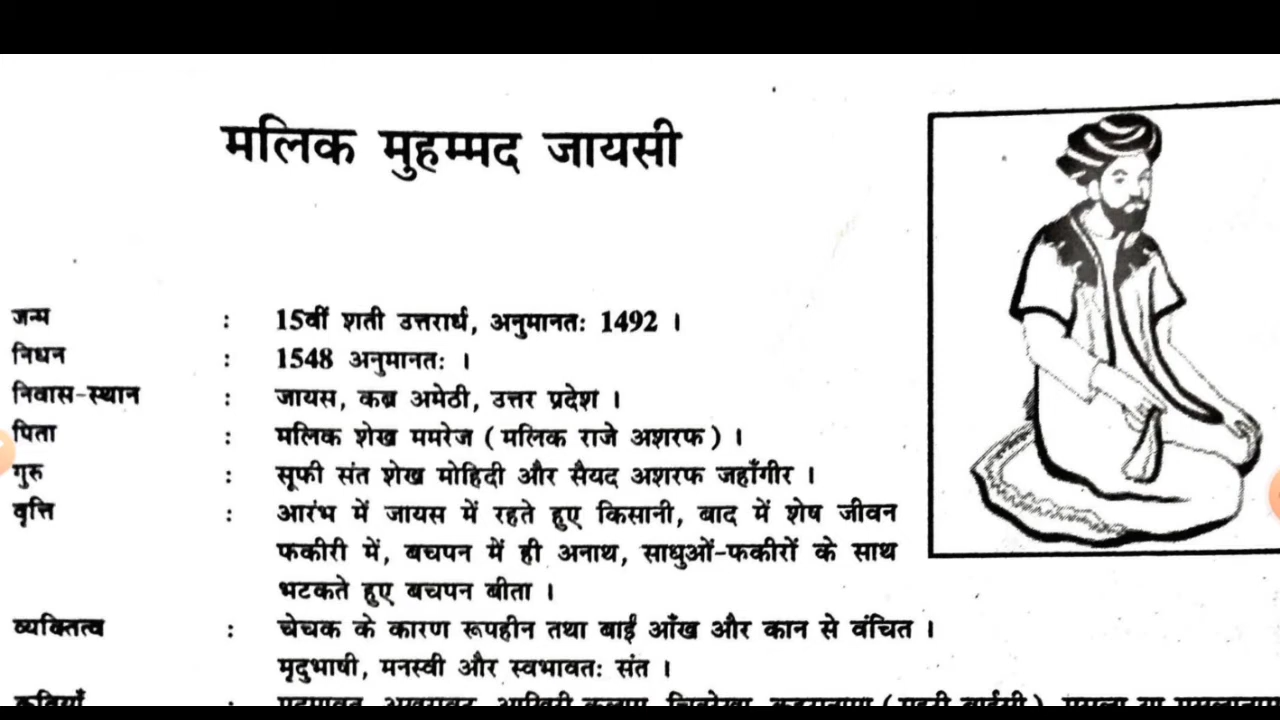 मलिक मुहम्मद जायसी
जन्म : 15वीं शती उत्तरार्ध, अनुमानतः 1492 ।
निधन : 1548 अनुमानतः ।
निवास-स्थान : जायस, कब्र अमेठी, उत्तर प्रदेश ।
पिता : मलिक शेख ममरेज (मलिक राजे अशरफ) ।
गुरु : सूफी संत शेख मोहिदी और सैयद अशरफ जहाँगीर ।
वृत्ति : आरंभ में जायस में रहते हुए किसानी, बाद में शेष जीवन
फकीरी में, बचपन में ही अनाथ, साधुओं-फकीरों के साथ
भटकते हुए बचपन बीता ।
व्यक्तित्व : चेचक के कारण रूपहीन तथा बाईं आँख और कान से वंचित ।
मृदुभाषी, मनस्वी और स्वभावतः संत ।
कृतियाँ :